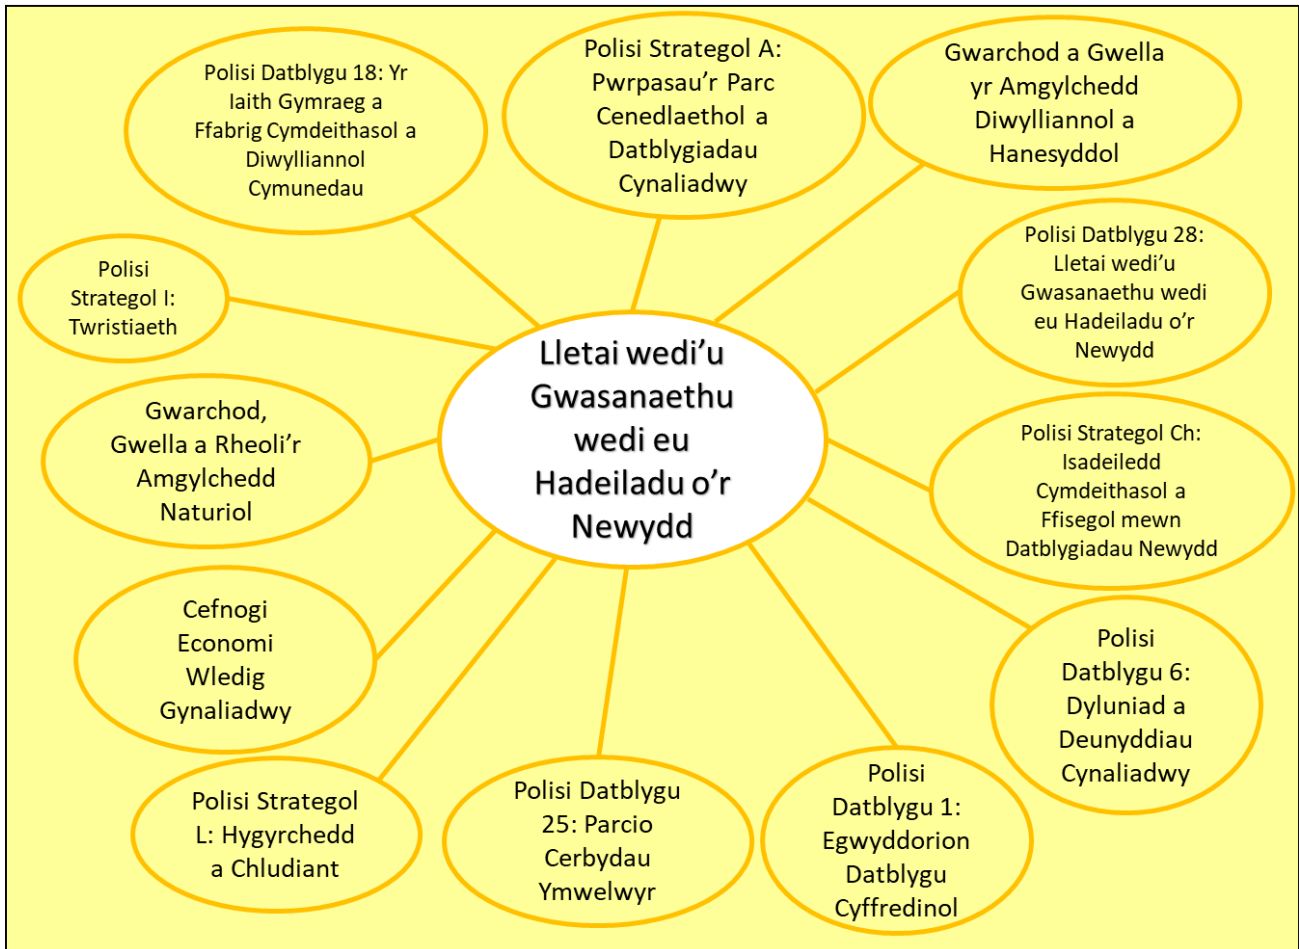 Polisi Datblygu 18: Yr
Iaith Gymraeg a
Ffabrig Cymdeithasol a
Diwylliannol
Cymunedau
Polisi Strategol A:
Pwrpasau'r Parc
Cenedlaethol a
Datblygiadau
Cynaliadwy
Gwarchod a Gwella
yr Amgylchedd
Diwylliannol a
Hanesyddol
Polisi
Strategol I:
Twristiaeth
Polisi Datblygu 28:
Lletai wedi'u
Gwasanaethu wedi
eu Hadeiladu o'r
Newydd
Lletai wedi'u
Gwasanaethu
wedi eu
Hadeiladu o'r
Newydd
Gwarchod,
Gwella a Rheoli'r
Amgylchedd
Naturiol
Polisi Strategol Ch:
Isadeiledd
Cymdeithasol a
Ffisegol mewn
Datblygiadau Newydd
Cefnogi
Economi
Wledig
Gynaliadwy
Polisi
Datblygu 6:
Dyluniad a
Deunyddiau
Cynaliadwy
Polisi Strategol
L: Hygyrchedd
a Chludiant
Polisi Datblygu
25: Parcio
Cerbydau
Ymwelwyr
Polisi
Datblygu 1:
Egwyddorion
Datblygu
Cyffredinol